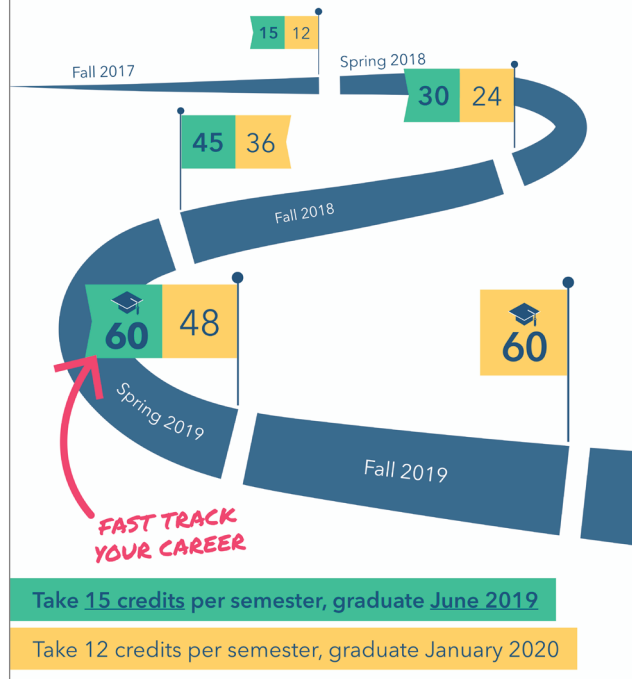 15 12
Fall 2017
Spring 2018
30 24
45 36
Fall 2018
60 48
60
Spring 2019
Fall 2019
FAST TRACK
YOUR CAREER
Take 15 credits per semester, graduate June 2019
Take 12 credits per semester, graduate January 2020